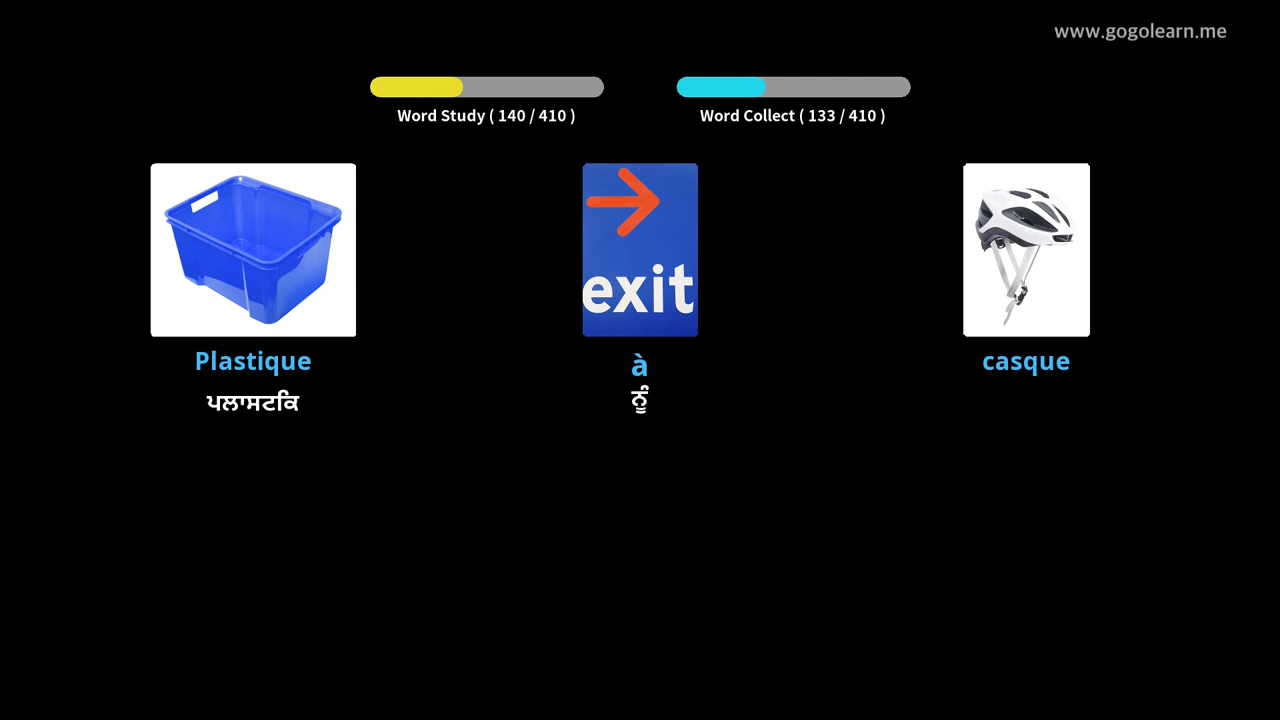 www.gogolearn.me
Word Study ( 140 / 410 )
Word Collect ( 133 / 410 )
exit
Plastique
à
casque
ਪਲਾਸਟਕਿ
ਨੂੰ